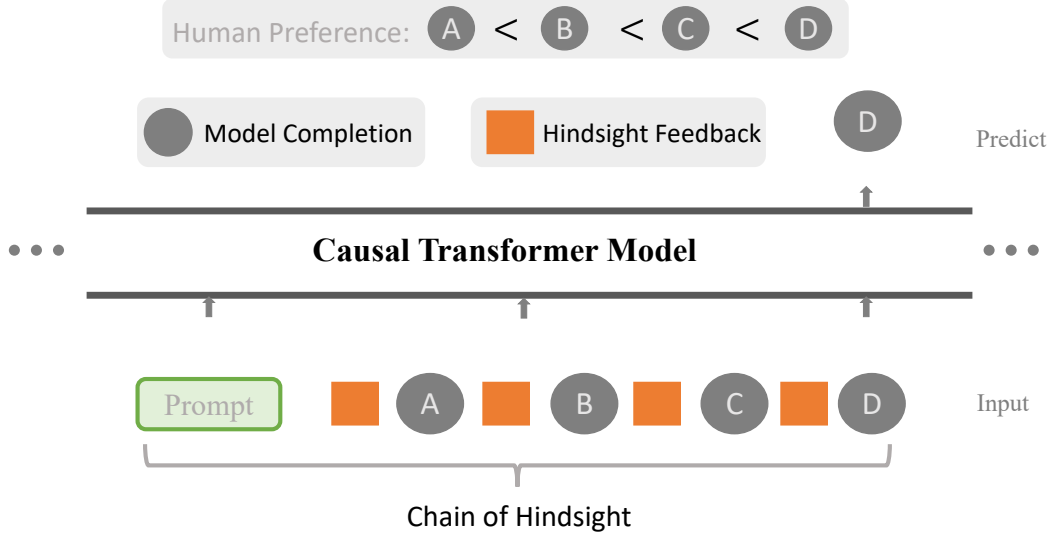 Human Preference: A < B < C < D
Model Completion Hindsight Feedback D Predict
••• Causal Transformer Model •••
Prompt A B C D Input
Chain of Hindsight